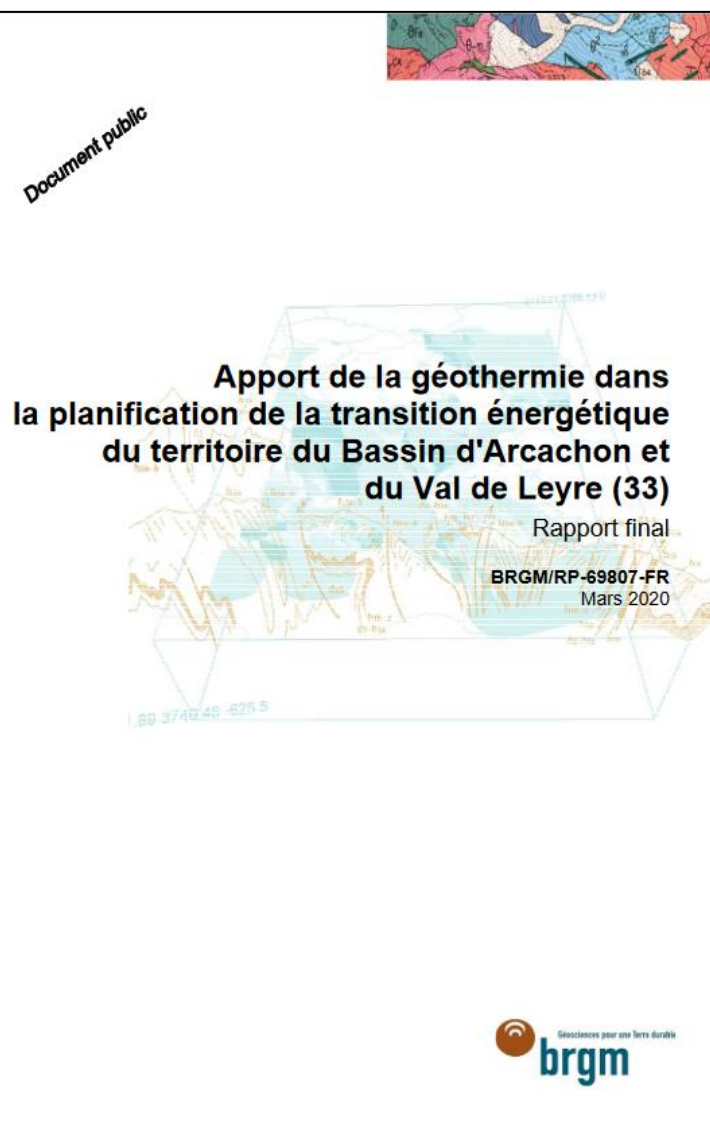 Document public
Apport de la géothermie dans
la planification de la transition énergétique
du territoire du Bassin d'Arcachon et
du Val de Leyre (33)
Rapport final
BRGM/RP-69807-FR
Mars 2020
Géosciences pour une Terre durable
brgm